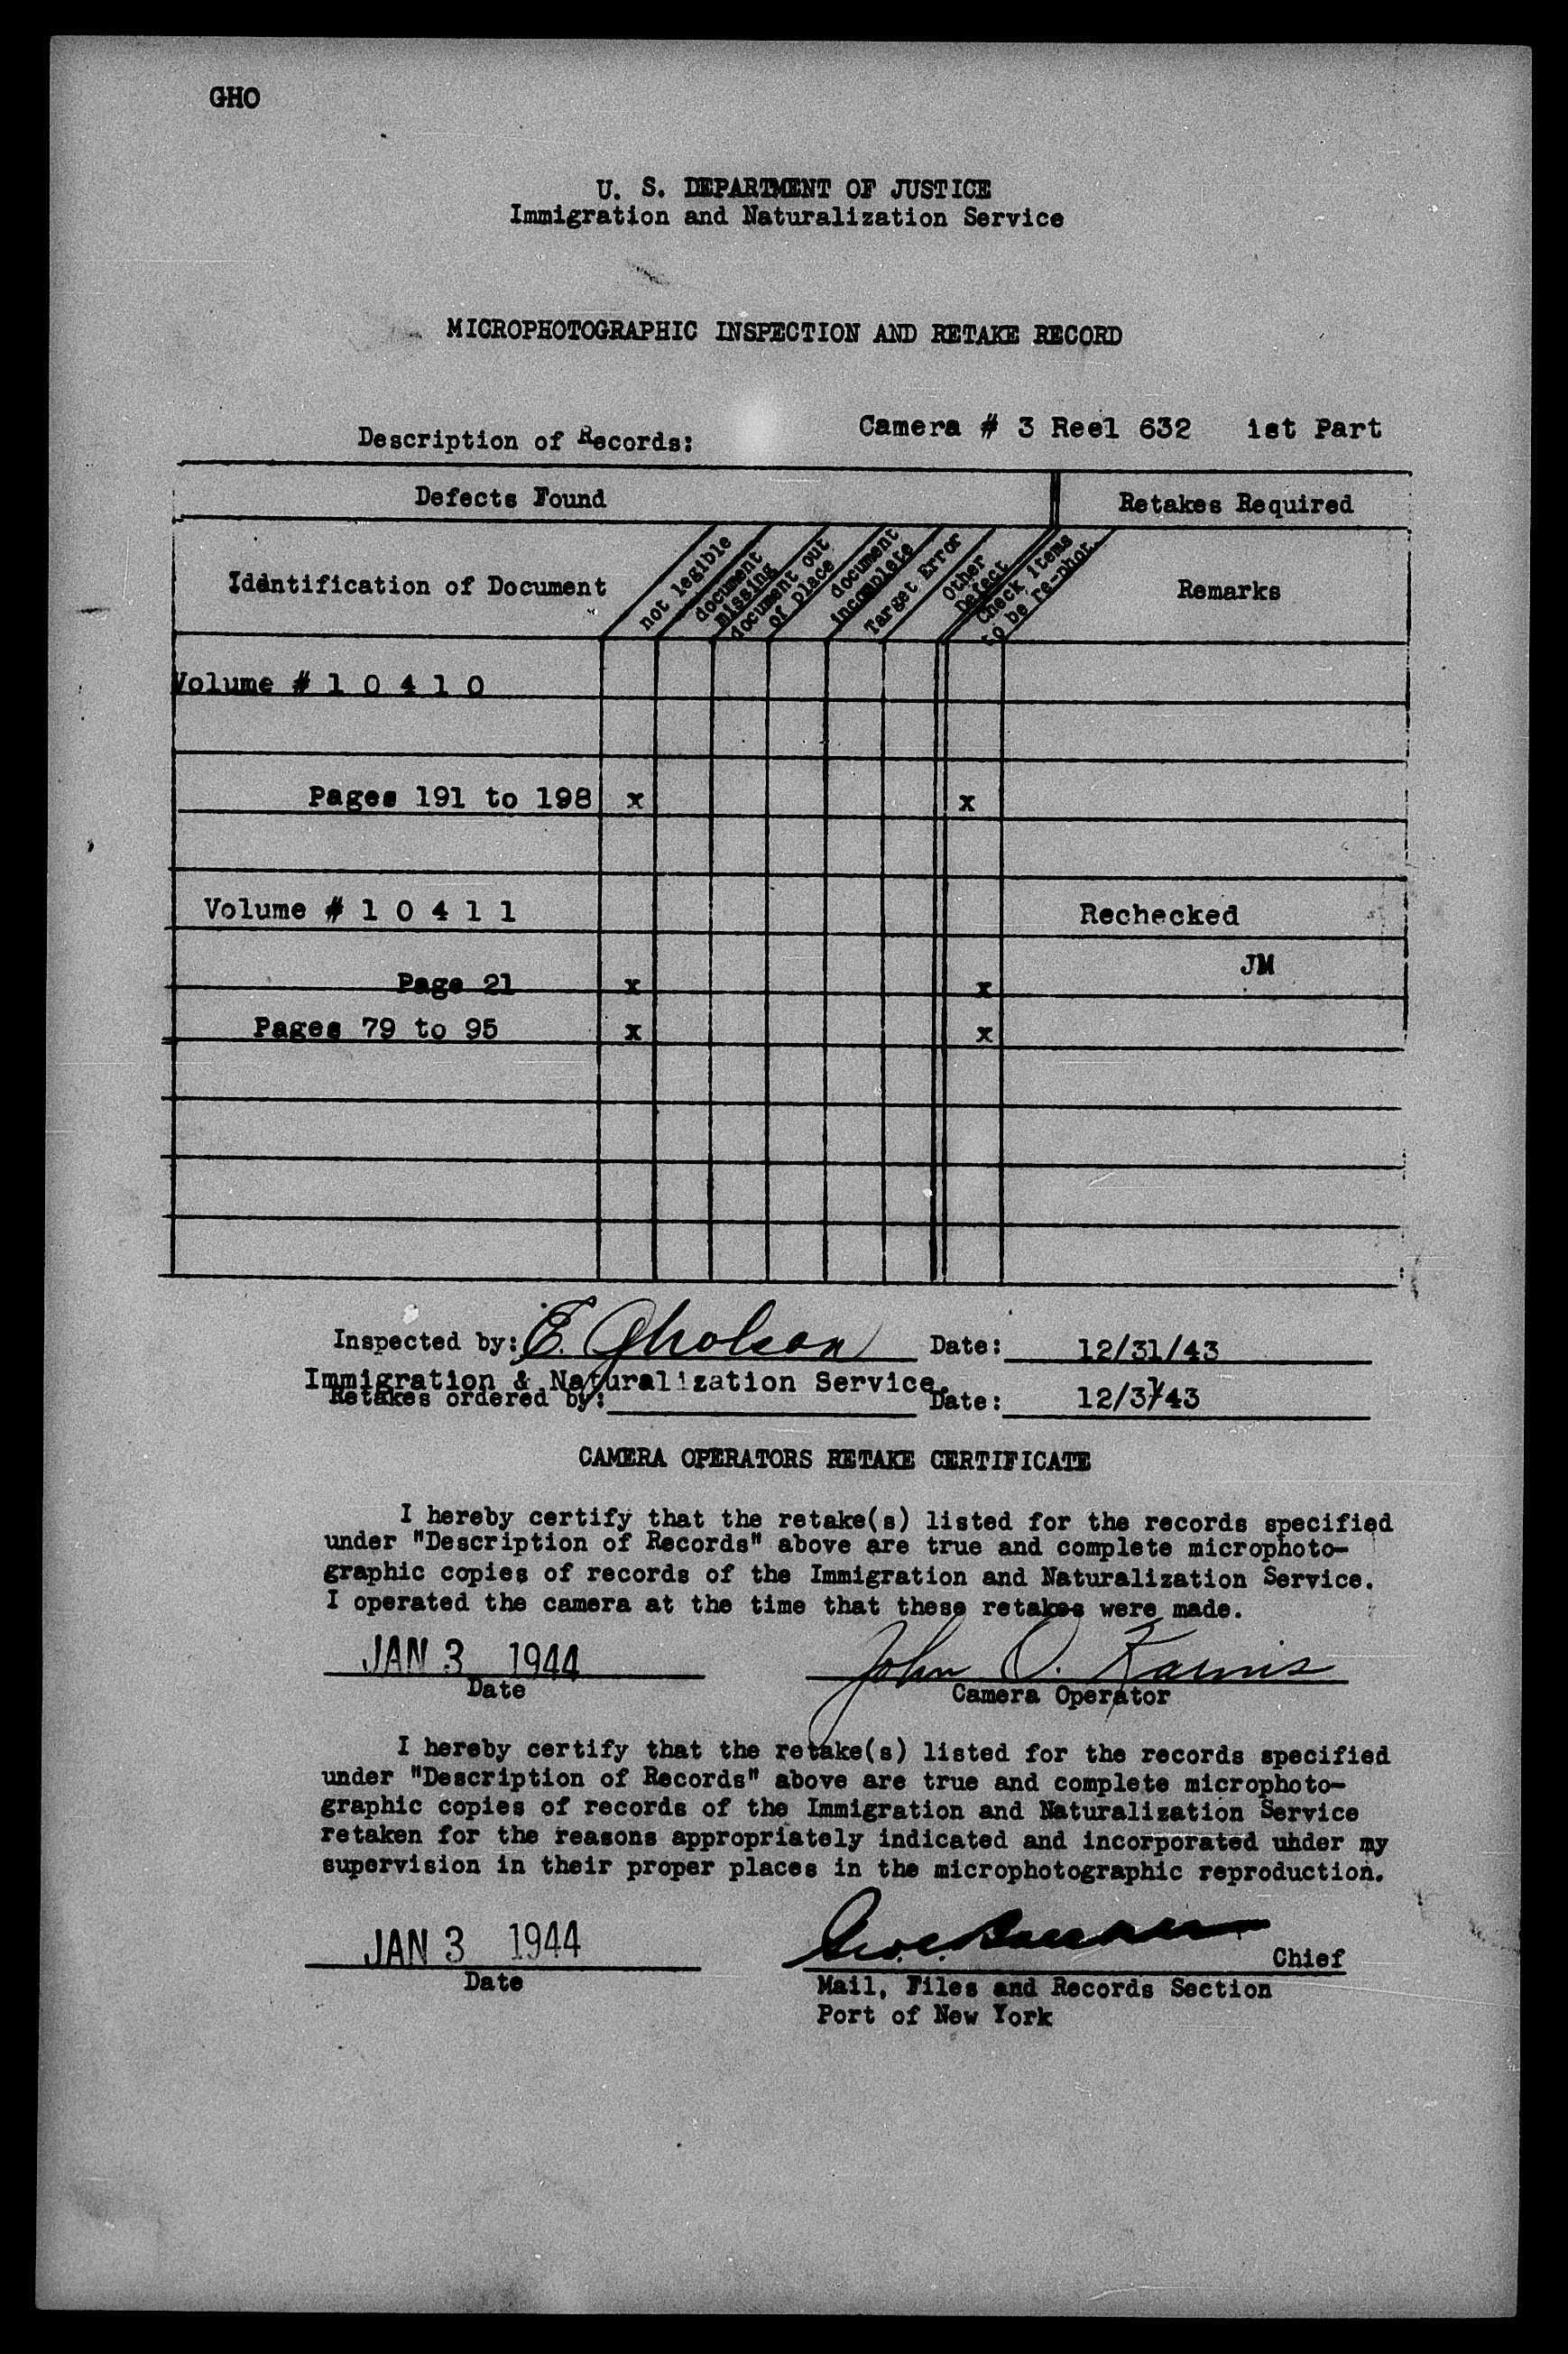 GHO
U. S. DEPARTMENT OF JUSTICE
Immigration and Naturalization Service
MICROPHOTOGRAPHIC INSPECTION AND RETAKE RECORD
Description of Records:
Camera # 3 Reel 632 1st Part
Defects Found
Retakes Required
Identification of Document
not legible
document missing
document out of place
document incomplete
Target Error
Other Defect
Check items to be re-phot.
Remarks
Volume # 1 0 4 1 0
Pages 191 to 198 x x
Volume # 1 0 4 1 1
Rechecked
JM
Page 21 x x
Pages 79 to 95 x x
Inspected by: E. Gholson Date: 12/31/43
Immigration & Naturalization Service.
Retakes ordered by: Date: 12/31/43
CAMERA OPERATORS RETAKE CERTIFICATE
I hereby certify that the retake(s) listed for the records specified
under "Description of Records" above are true and complete microphoto-
graphic copies of records of the Immigration and Naturalization Service.
I operated the camera at the time that these retakes were made.
JAN 3 1944
John O.
Date
Camera Operator
I hereby certify that the retake(s) listed for the records specified
under "Description of Records" above are true and complete microphoto-
graphic copies of records of the Immigration and Naturalization Service
retaken for the reasons appropriately indicated and incorporated under my
supervision in their proper places in the microphotographic reproduction.
JAN 3 1944
Chief
Date
Mail, Files and Records Section
Port of New York